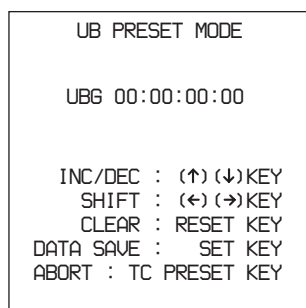 UB PRESET MODE
UBG 00:00:00:00
INC/DEC : (↑)(↓)KEY
SHIFT : (←)(→)KEY
CLEAR : RESET KEY
DATA SAVE : SET KEY
ABORT : TC PRESET KEY